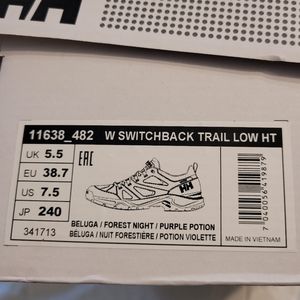 11638_482 W SWITCHBACK TRAIL LOW HT
UK 5.5
EU 38.7
US 7.5
JP 240
341713
EAC
HH
BELUGA / FOREST NIGHT / PURPLE POTION
BELUGA / NUIT FORESTIÈRE / POTION VIOLETTE
7040056419879
MADE IN VIETNAM